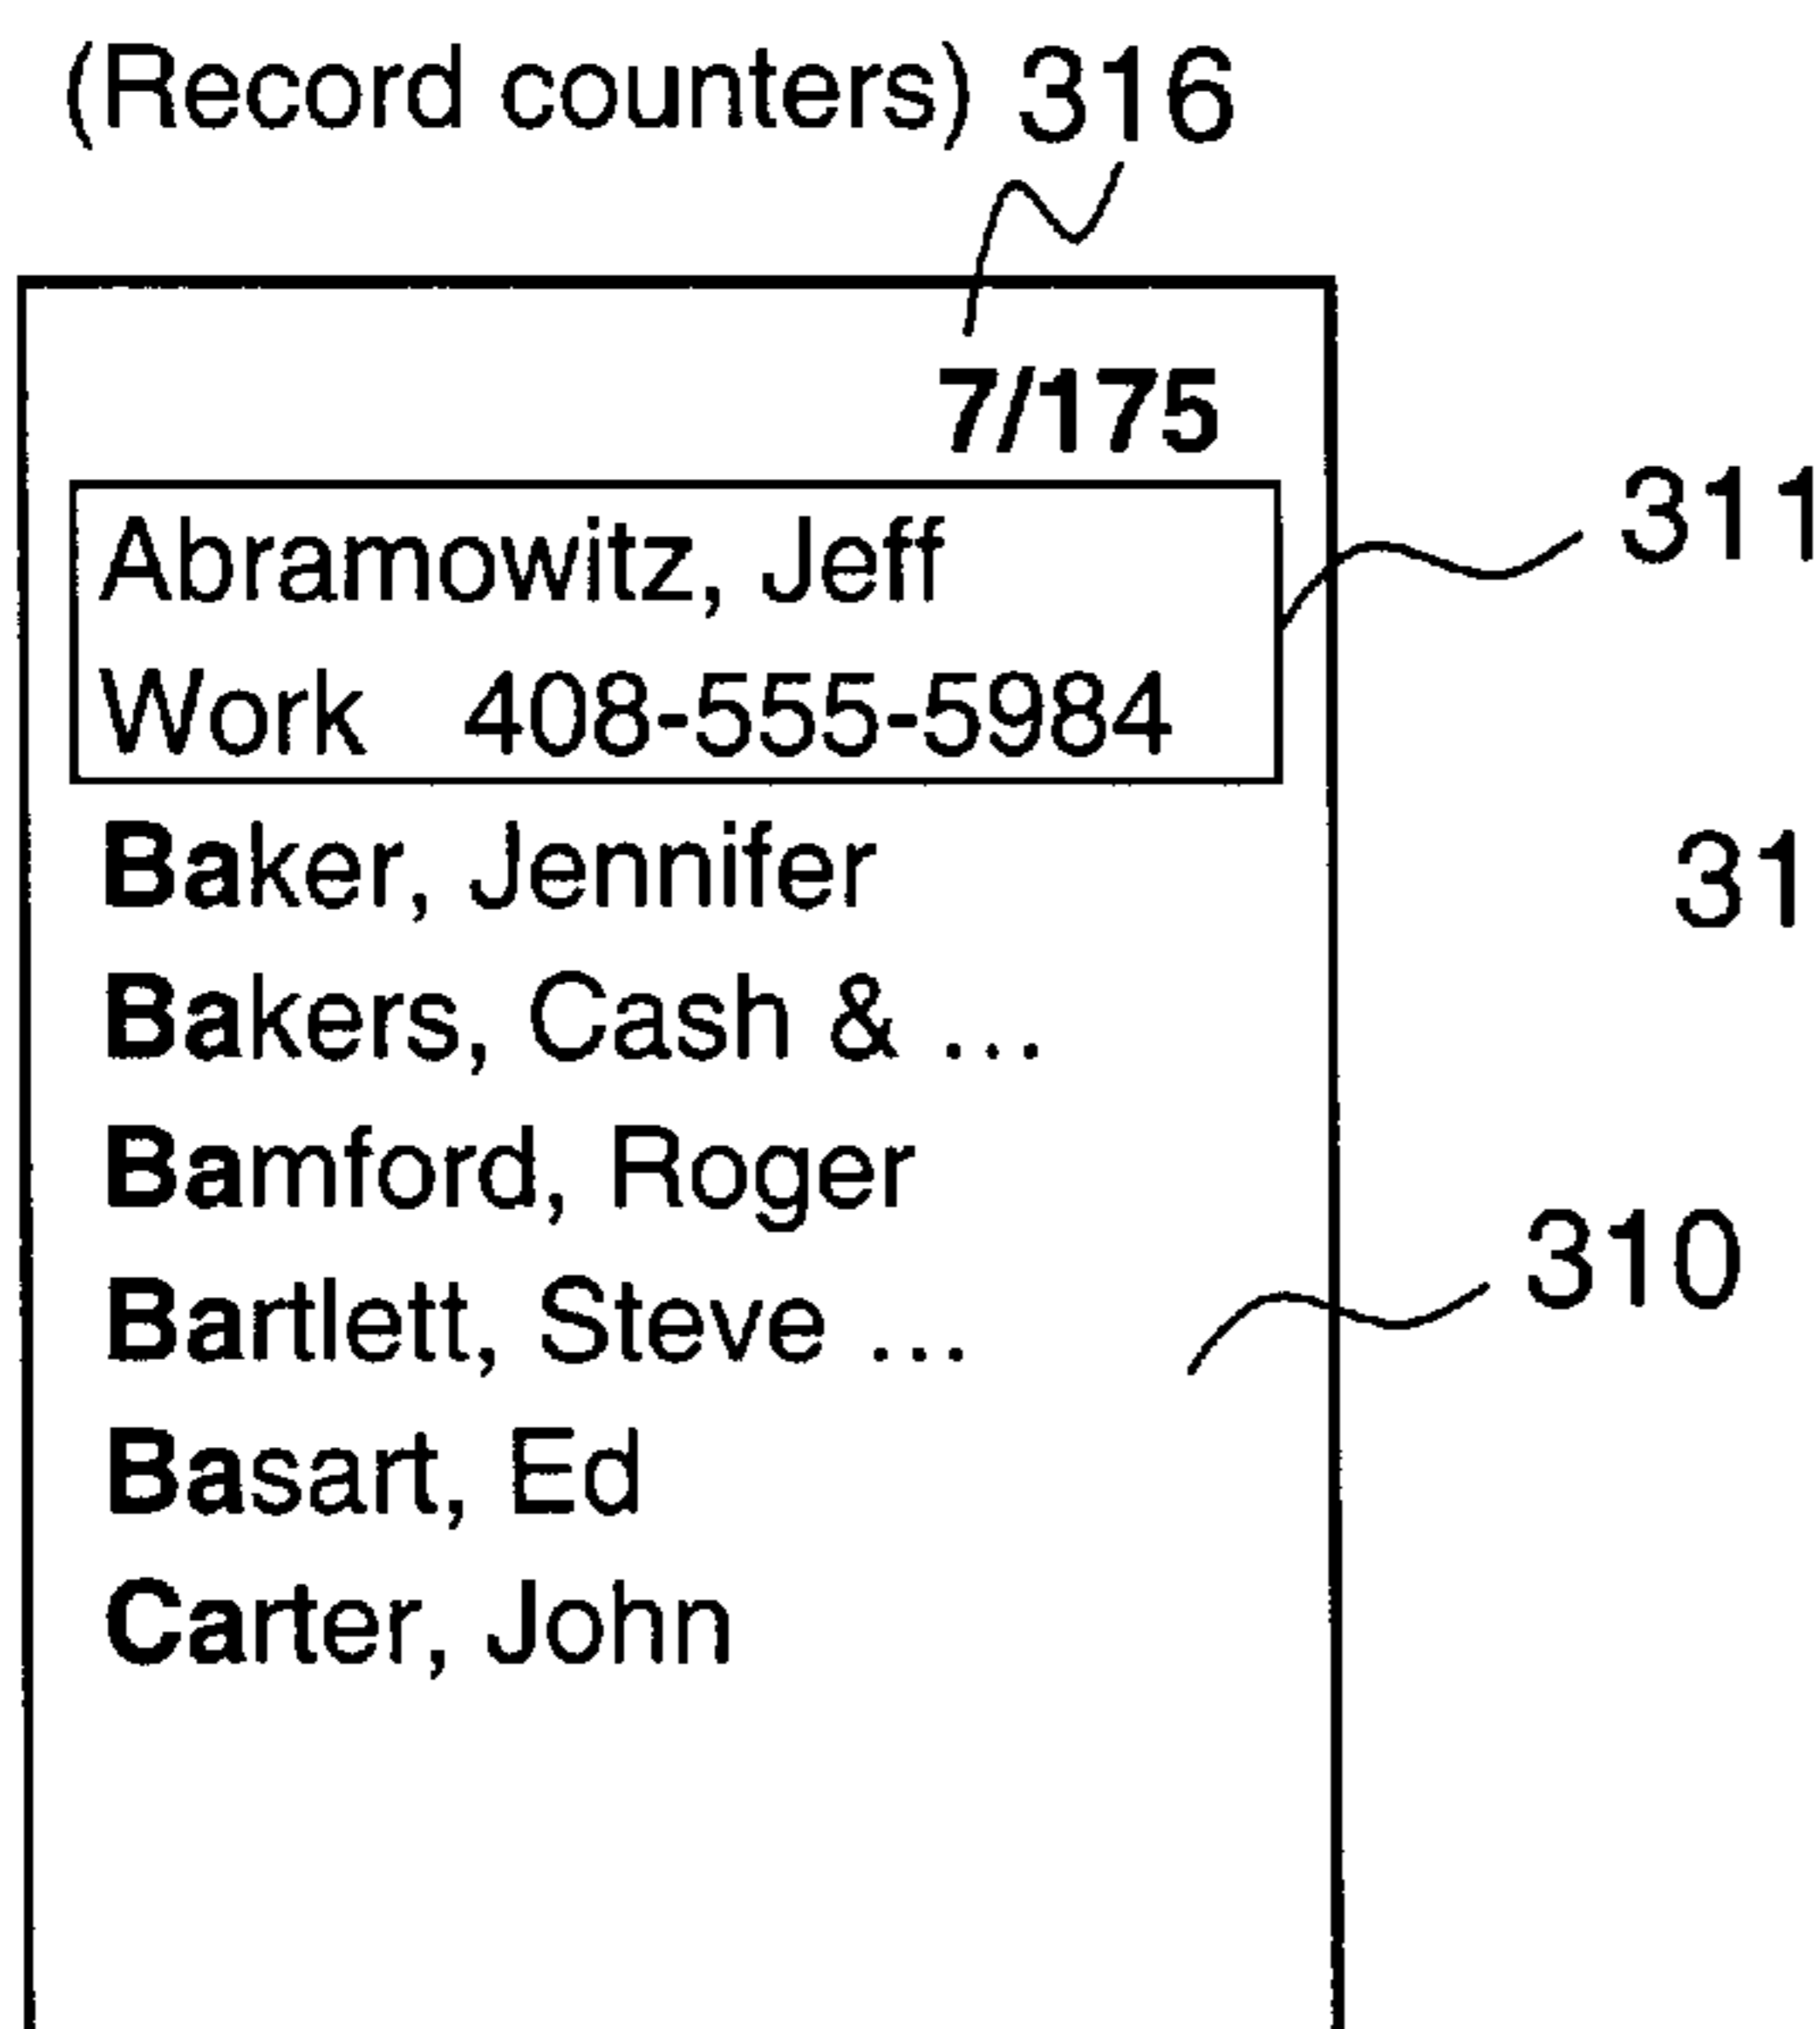 (Record counters) 316
7/175
311
Abramowitz, Jeff
Work 408-555-5984
Baker, Jennifer
31
Bakers, Cash & ...
Bamford, Roger
310
Bartlett, Steve ...
Basart, Ed
Carter, John